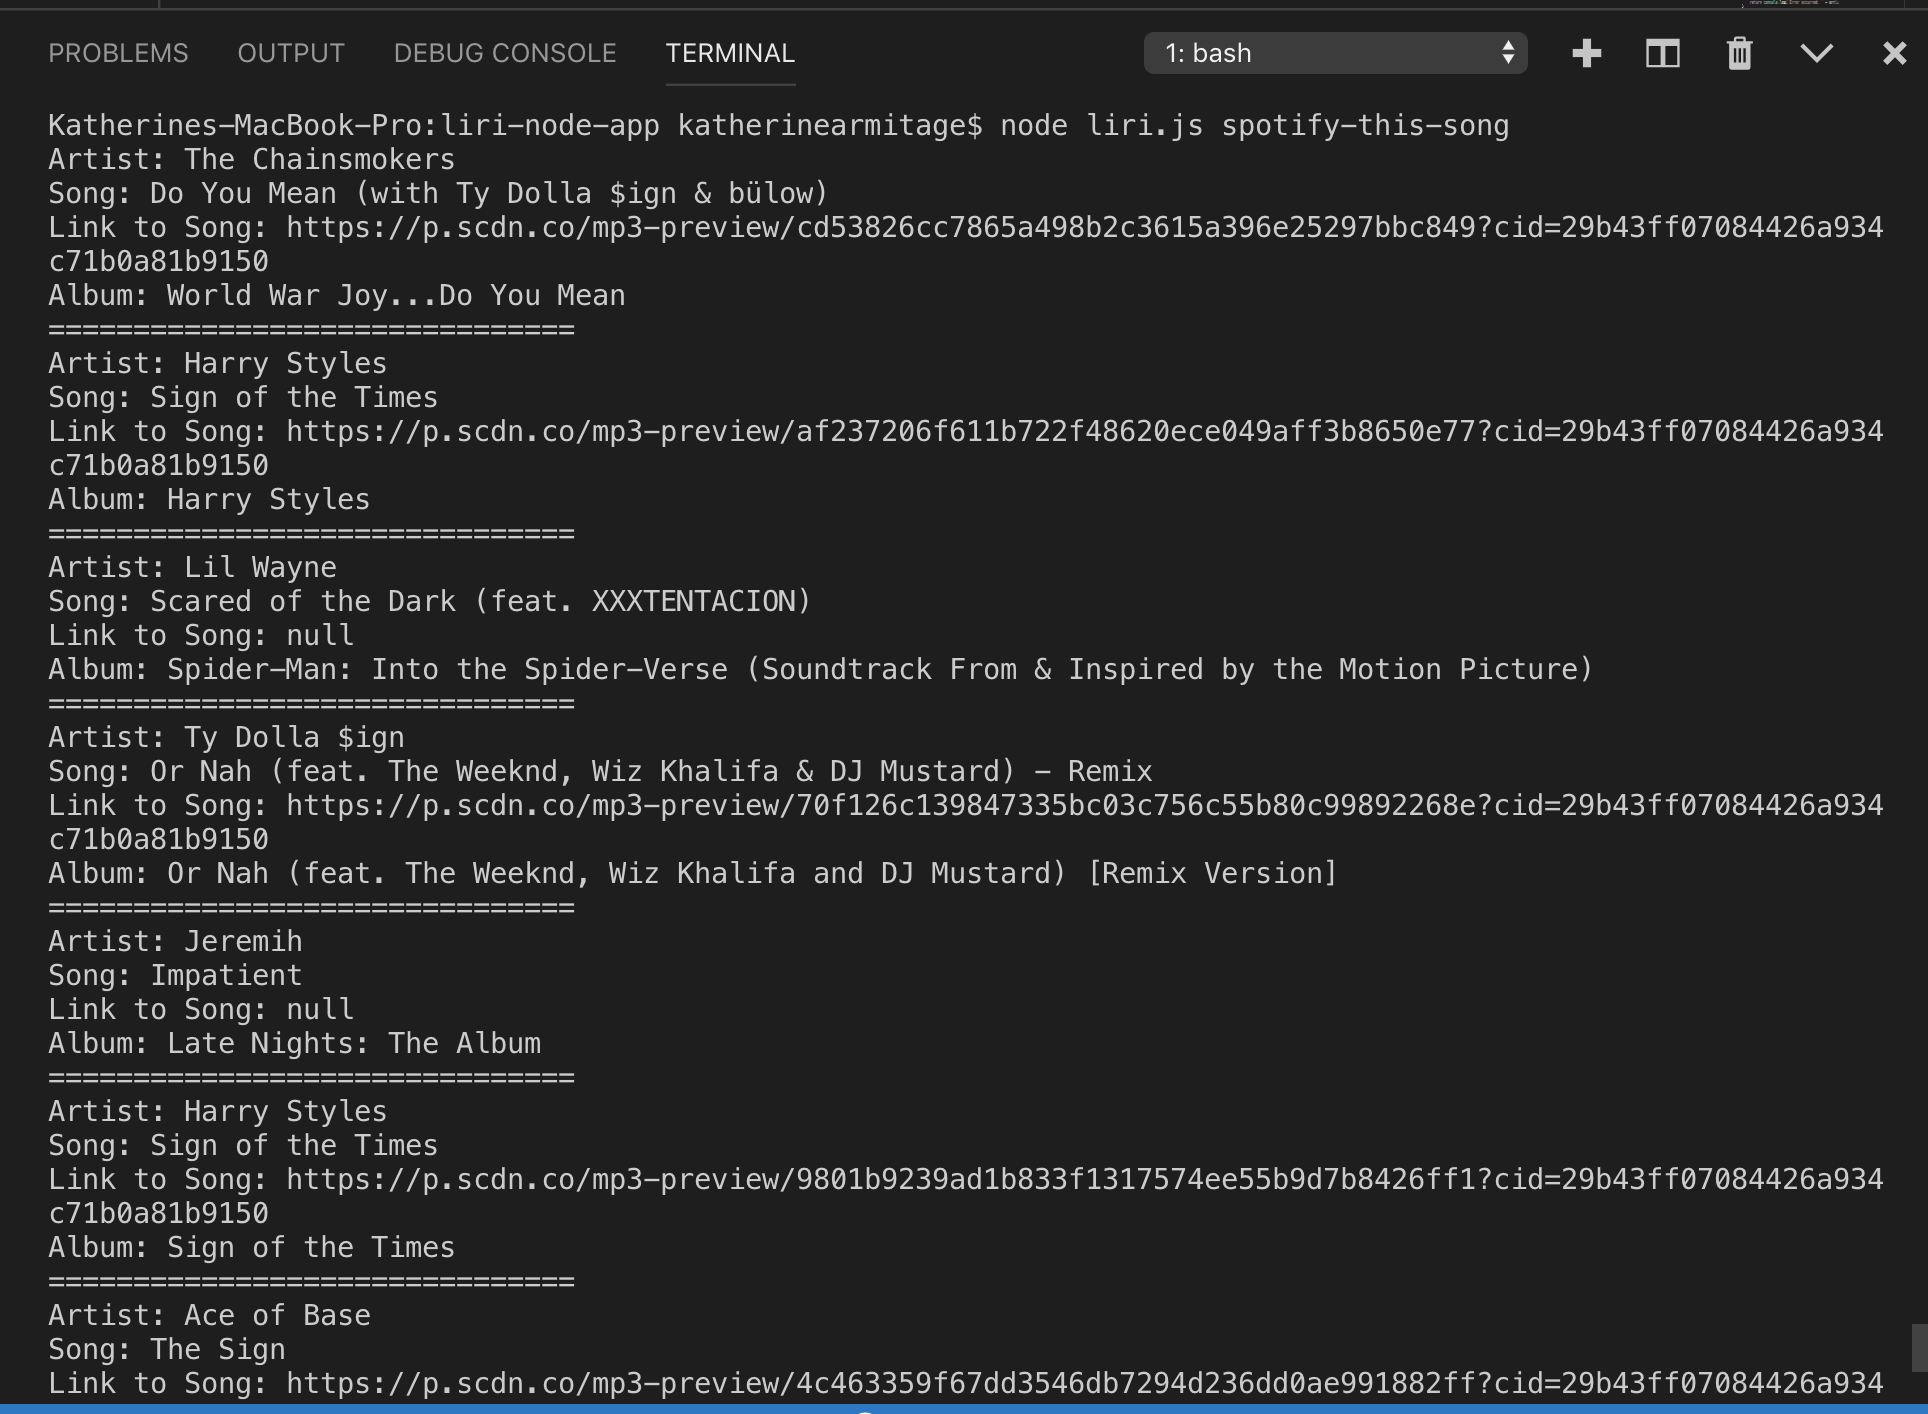 PROBLEMS OUTPUT DEBUG CONSOLE TERMINAL 1: bash
Katherines-MacBook-Pro:liri-node-app katherinearmitage$ node liri.js spotify-this-song
Artist: The Chainsmokers
Song: Do You Mean (with Ty Dolla $ign & bülow)
Link to Song: https://p.scdn.co/mp3-preview/cd53826cc7865a498b2c3615a396e25297bbc849?cid=29b43ff07084426a934
c71b0a81b9150
Album: World War Joy...Do You Mean
===============================
Artist: Harry Styles
Song: Sign of the Times
Link to Song: https://p.scdn.co/mp3-preview/af237206f611b722f48620ece049aff3b8650e77?cid=29b43ff07084426a934
c71b0a81b9150
Album: Harry Styles
===============================
Artist: Lil Wayne
Song: Scared of the Dark (feat. XXXTENTACION)
Link to Song: null
Album: Spider-Man: Into the Spider-Verse (Soundtrack From & Inspired by the Motion Picture)
===============================
Artist: Ty Dolla $ign
Song: Or Nah (feat. The Weeknd, Wiz Khalifa & DJ Mustard) - Remix
Link to Song: https://p.scdn.co/mp3-preview/70f126c139847335bc03c756c55b80c99892268e?cid=29b43ff07084426a934
c71b0a81b9150
Album: Or Nah (feat. The Weeknd, Wiz Khalifa and DJ Mustard) [Remix Version]
===============================
Artist: Jeremih
Song: Impatient
Link to Song: null
Album: Late Nights: The Album
===============================
Artist: Harry Styles
Song: Sign of the Times
Link to Song: https://p.scdn.co/mp3-preview/9801b9239ad1b833f1317574ee55b9d7b8426ff1?cid=29b43ff07084426a934
c71b0a81b9150
Album: Sign of the Times
===============================
Artist: Ace of Base
Song: The Sign
Link to Song: https://p.scdn.co/mp3-preview/4c463359f67dd3546db7294d236dd0ae991882ff?cid=29b43ff07084426a934